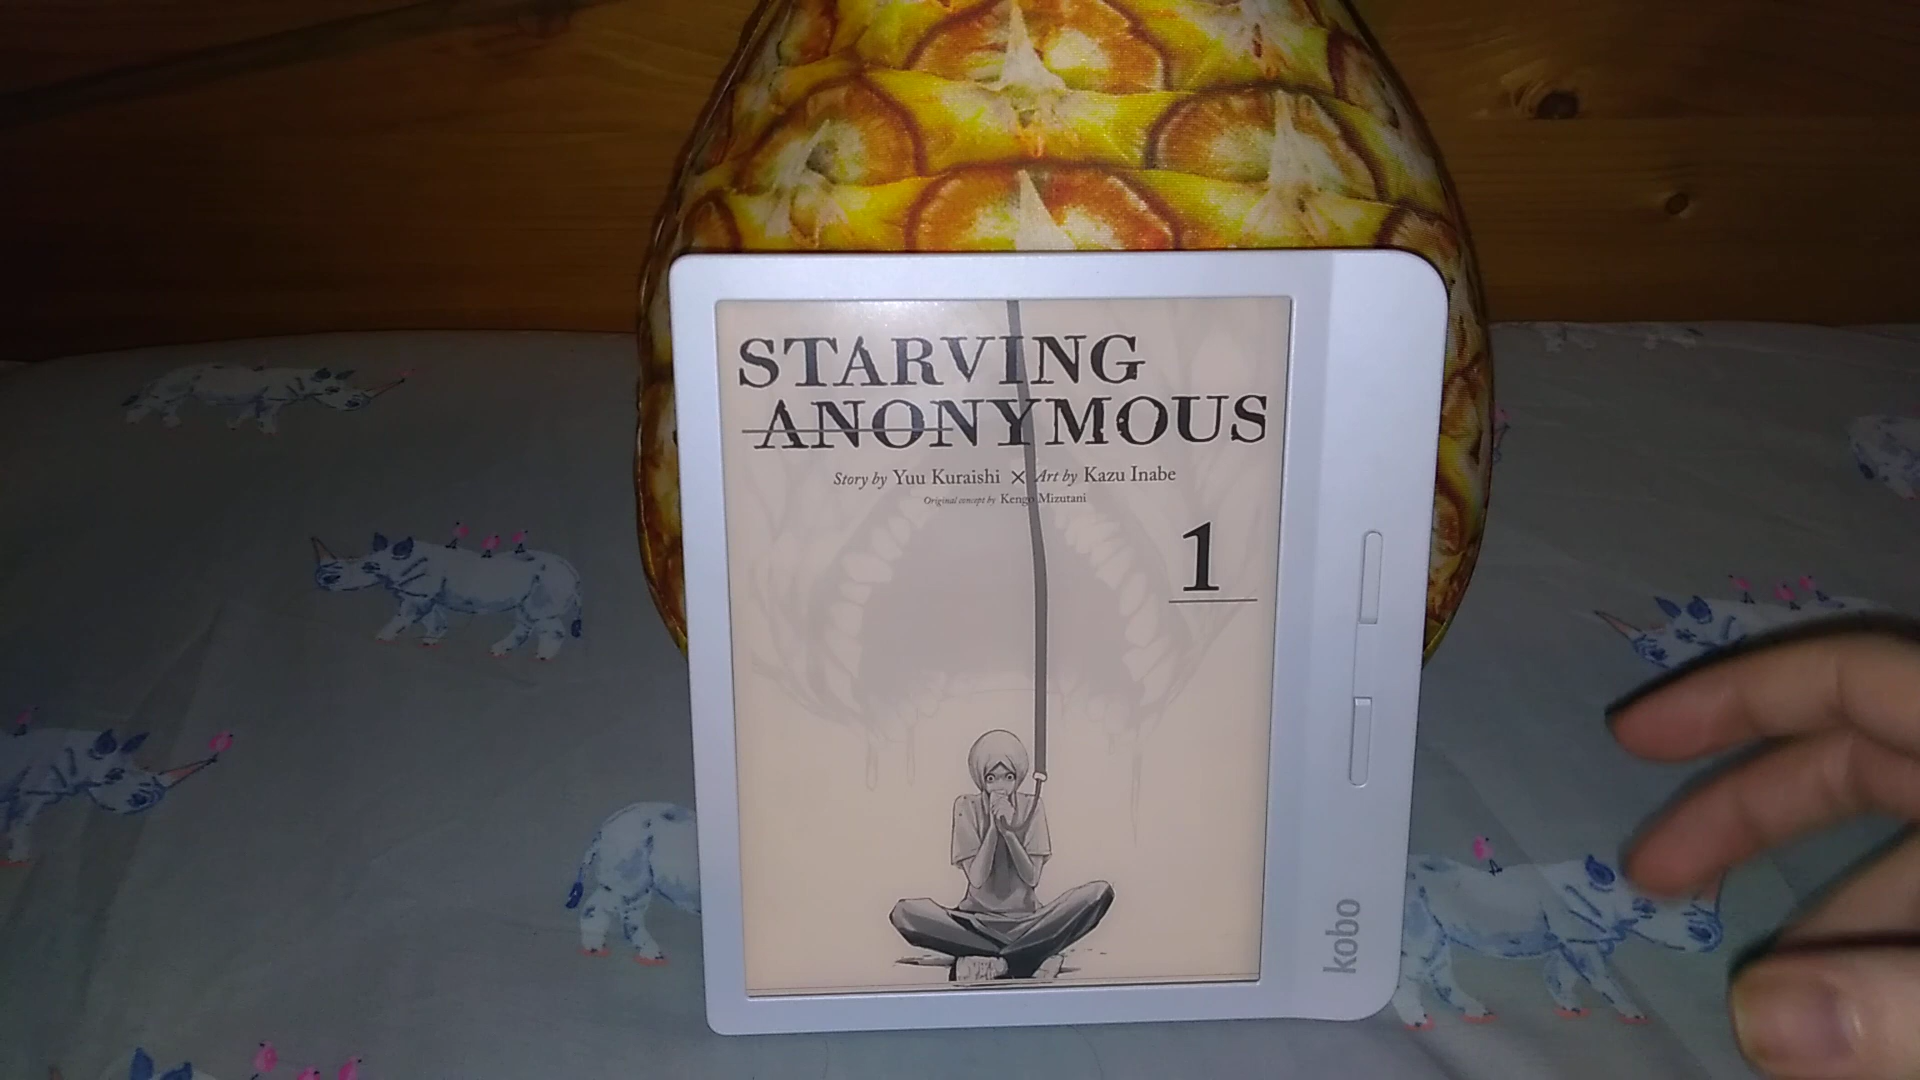 STARVING
ANONYMOUS
Story by Yuu Kuraishi × Art by Kazu Inabe
Original concept by Kengo Mizutani
1
kobo